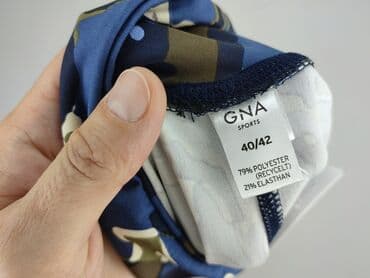 GNA
SPORTS
40/42
79% POLYESTER
(RECYCELT)
21% ELASTHAN